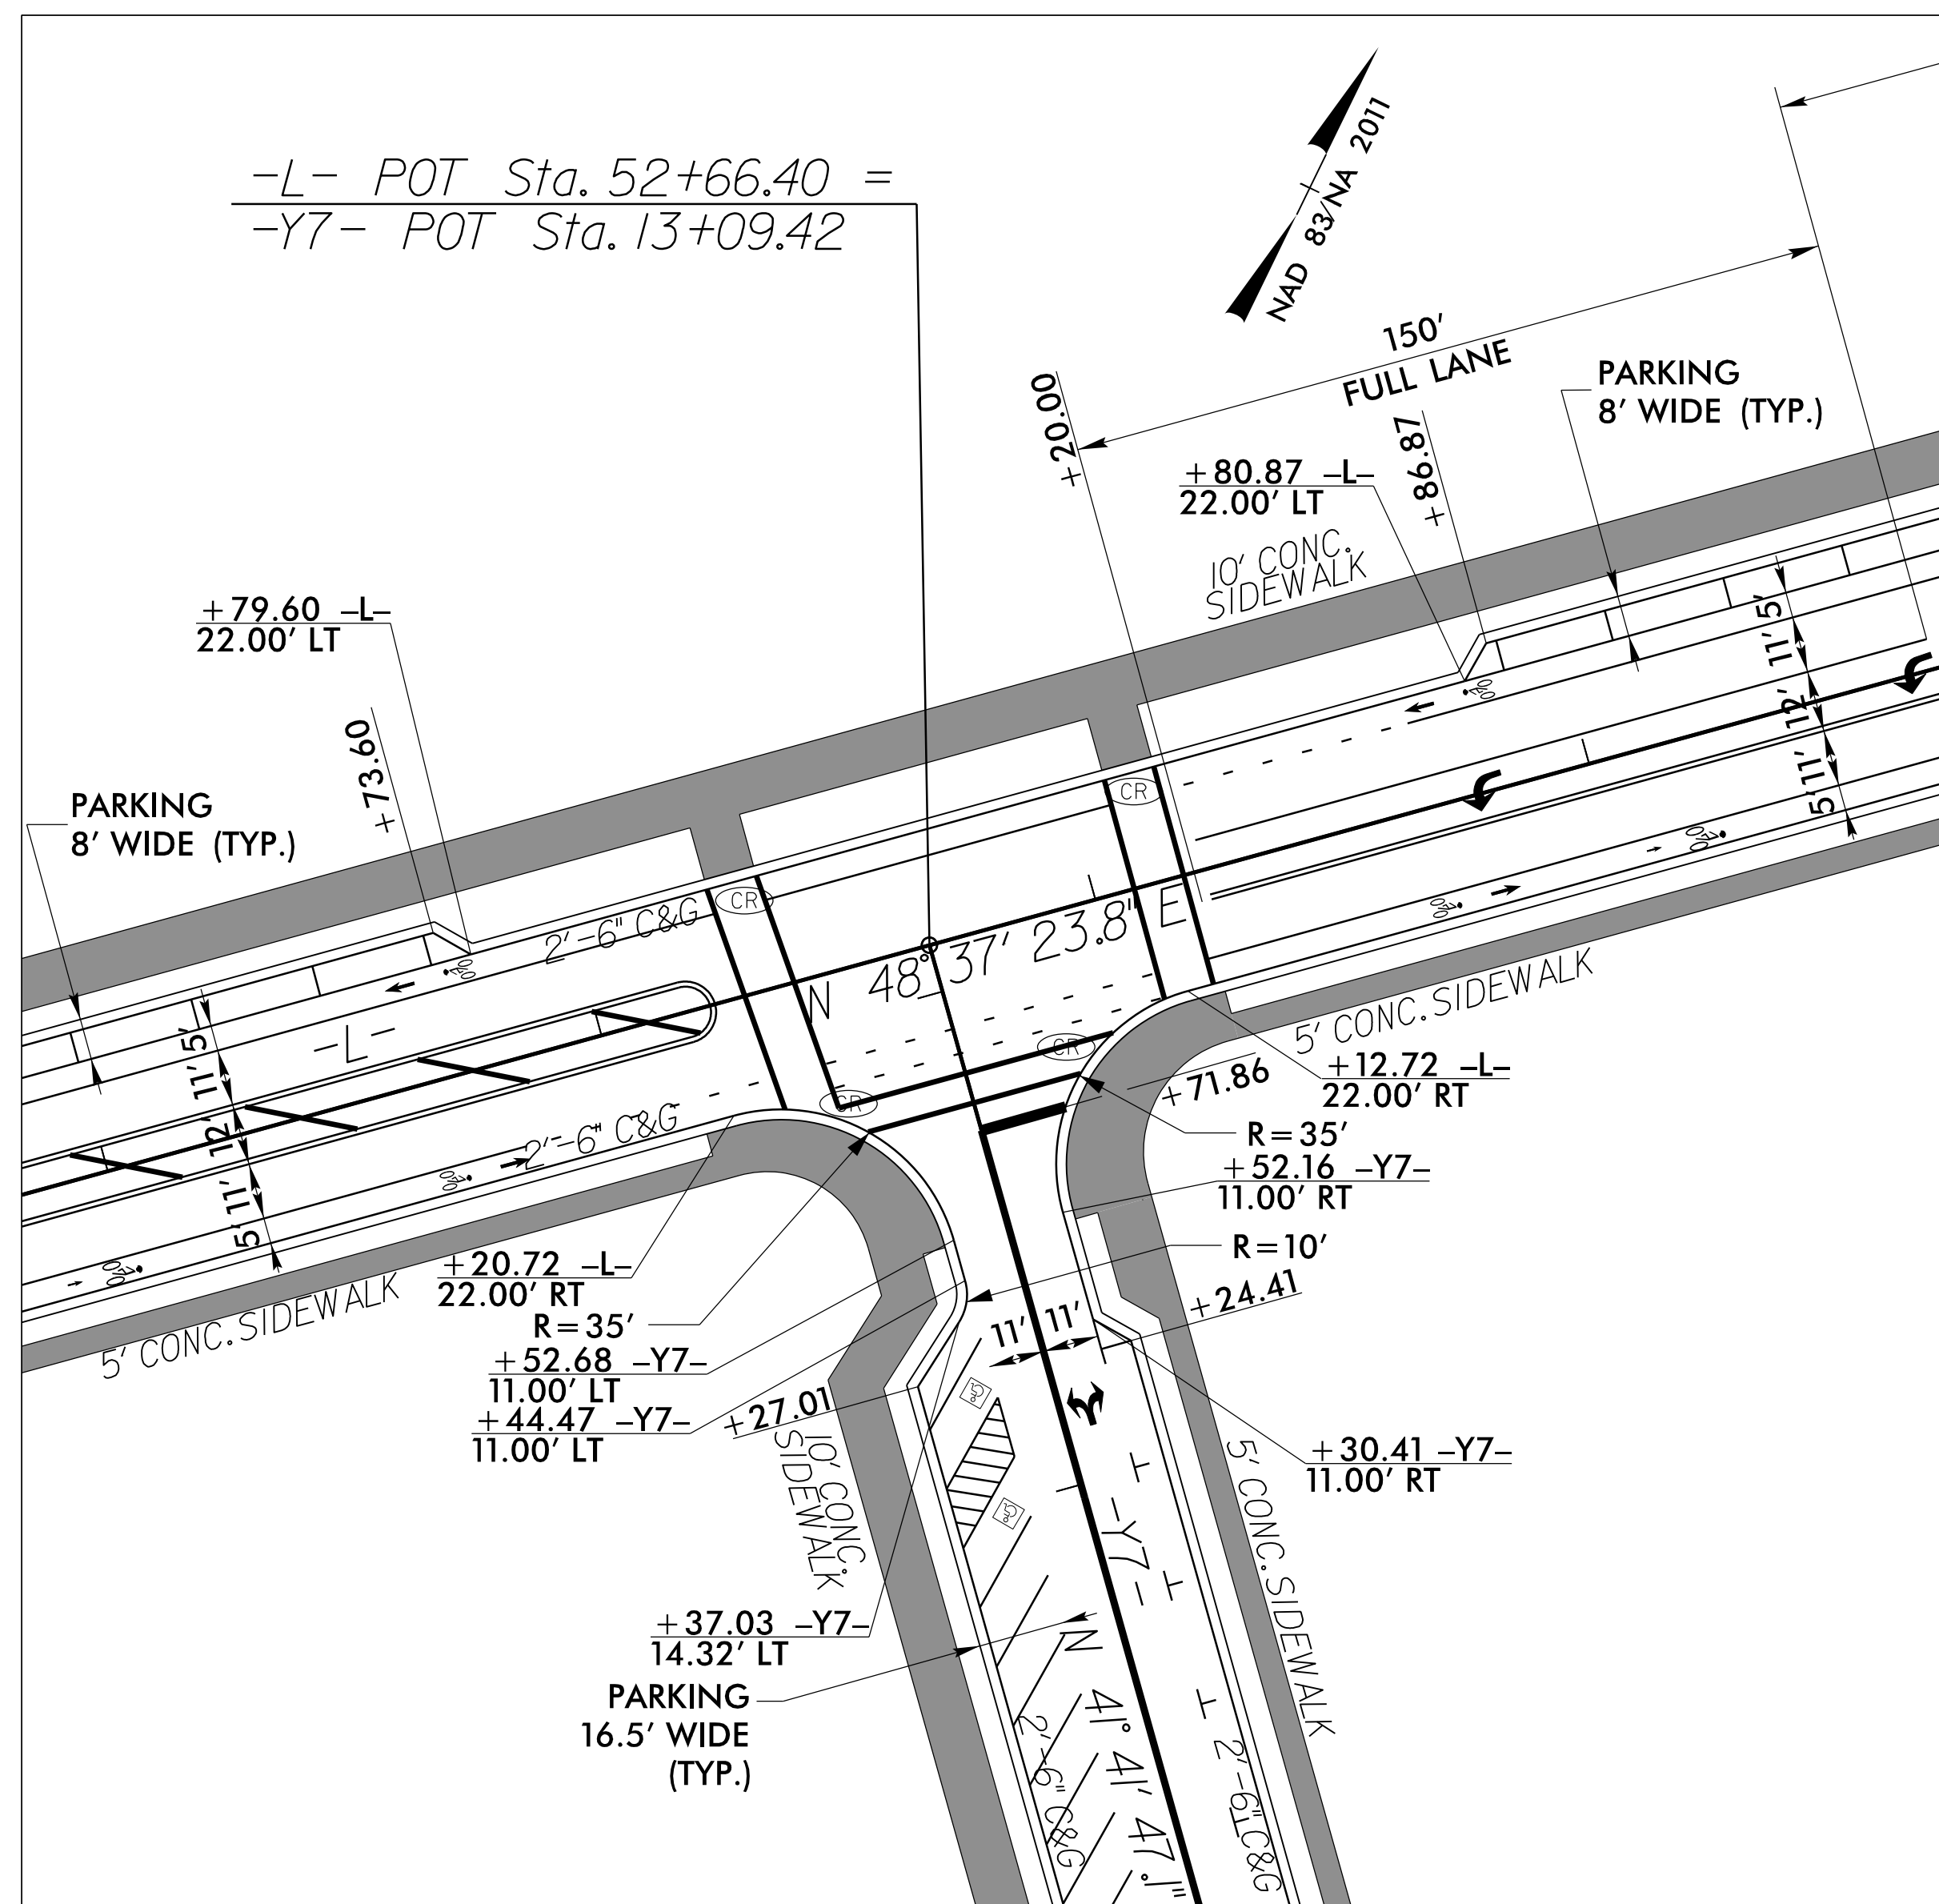 -L- POT Sta. 52+66.40 =
-Y7- POT Sta. 13+09.42
NAD 83/NA 2011
150'
FULL LANE
+20.00
+86.87
PARKING
8' WIDE (TYP.)
+80.87 -L-
22.00' LT
10' CONC.
SIDEWALK
+79.60 -L-
22.00' LT
+73.60
PARKING
8' WIDE (TYP.)
5'
11'
12'
11'
5'
CR
CR
2'-6" C&G
N 48° 37' 23.8" E
-L-
5'
11'
12'
11'
5'
CR
CR
2'-6" C&G
5' CONC. SIDEWALK
+71.86
+12.72 -L-
22.00' RT
R=35'
+52.16 -Y7-
11.00' RT
R=10'
+24.41
5' CONC. SIDEWALK
+20.72 -L-
22.00' RT
R=35'
+52.68 -Y7-
11.00' LT
+44.47 -Y7-
11.00' LT
+27.01
11'
11'
10' CONC.
SIDEWALK
+30.41 -Y7-
11.00' RT
5' CONC. SIDEWALK
-Y7-
+37.03 -Y7-
14.32' LT
PARKING
16.5' WIDE
(TYP.)
N 41° 41' 47.1"
2'-6" C&G
2'-6" C&G